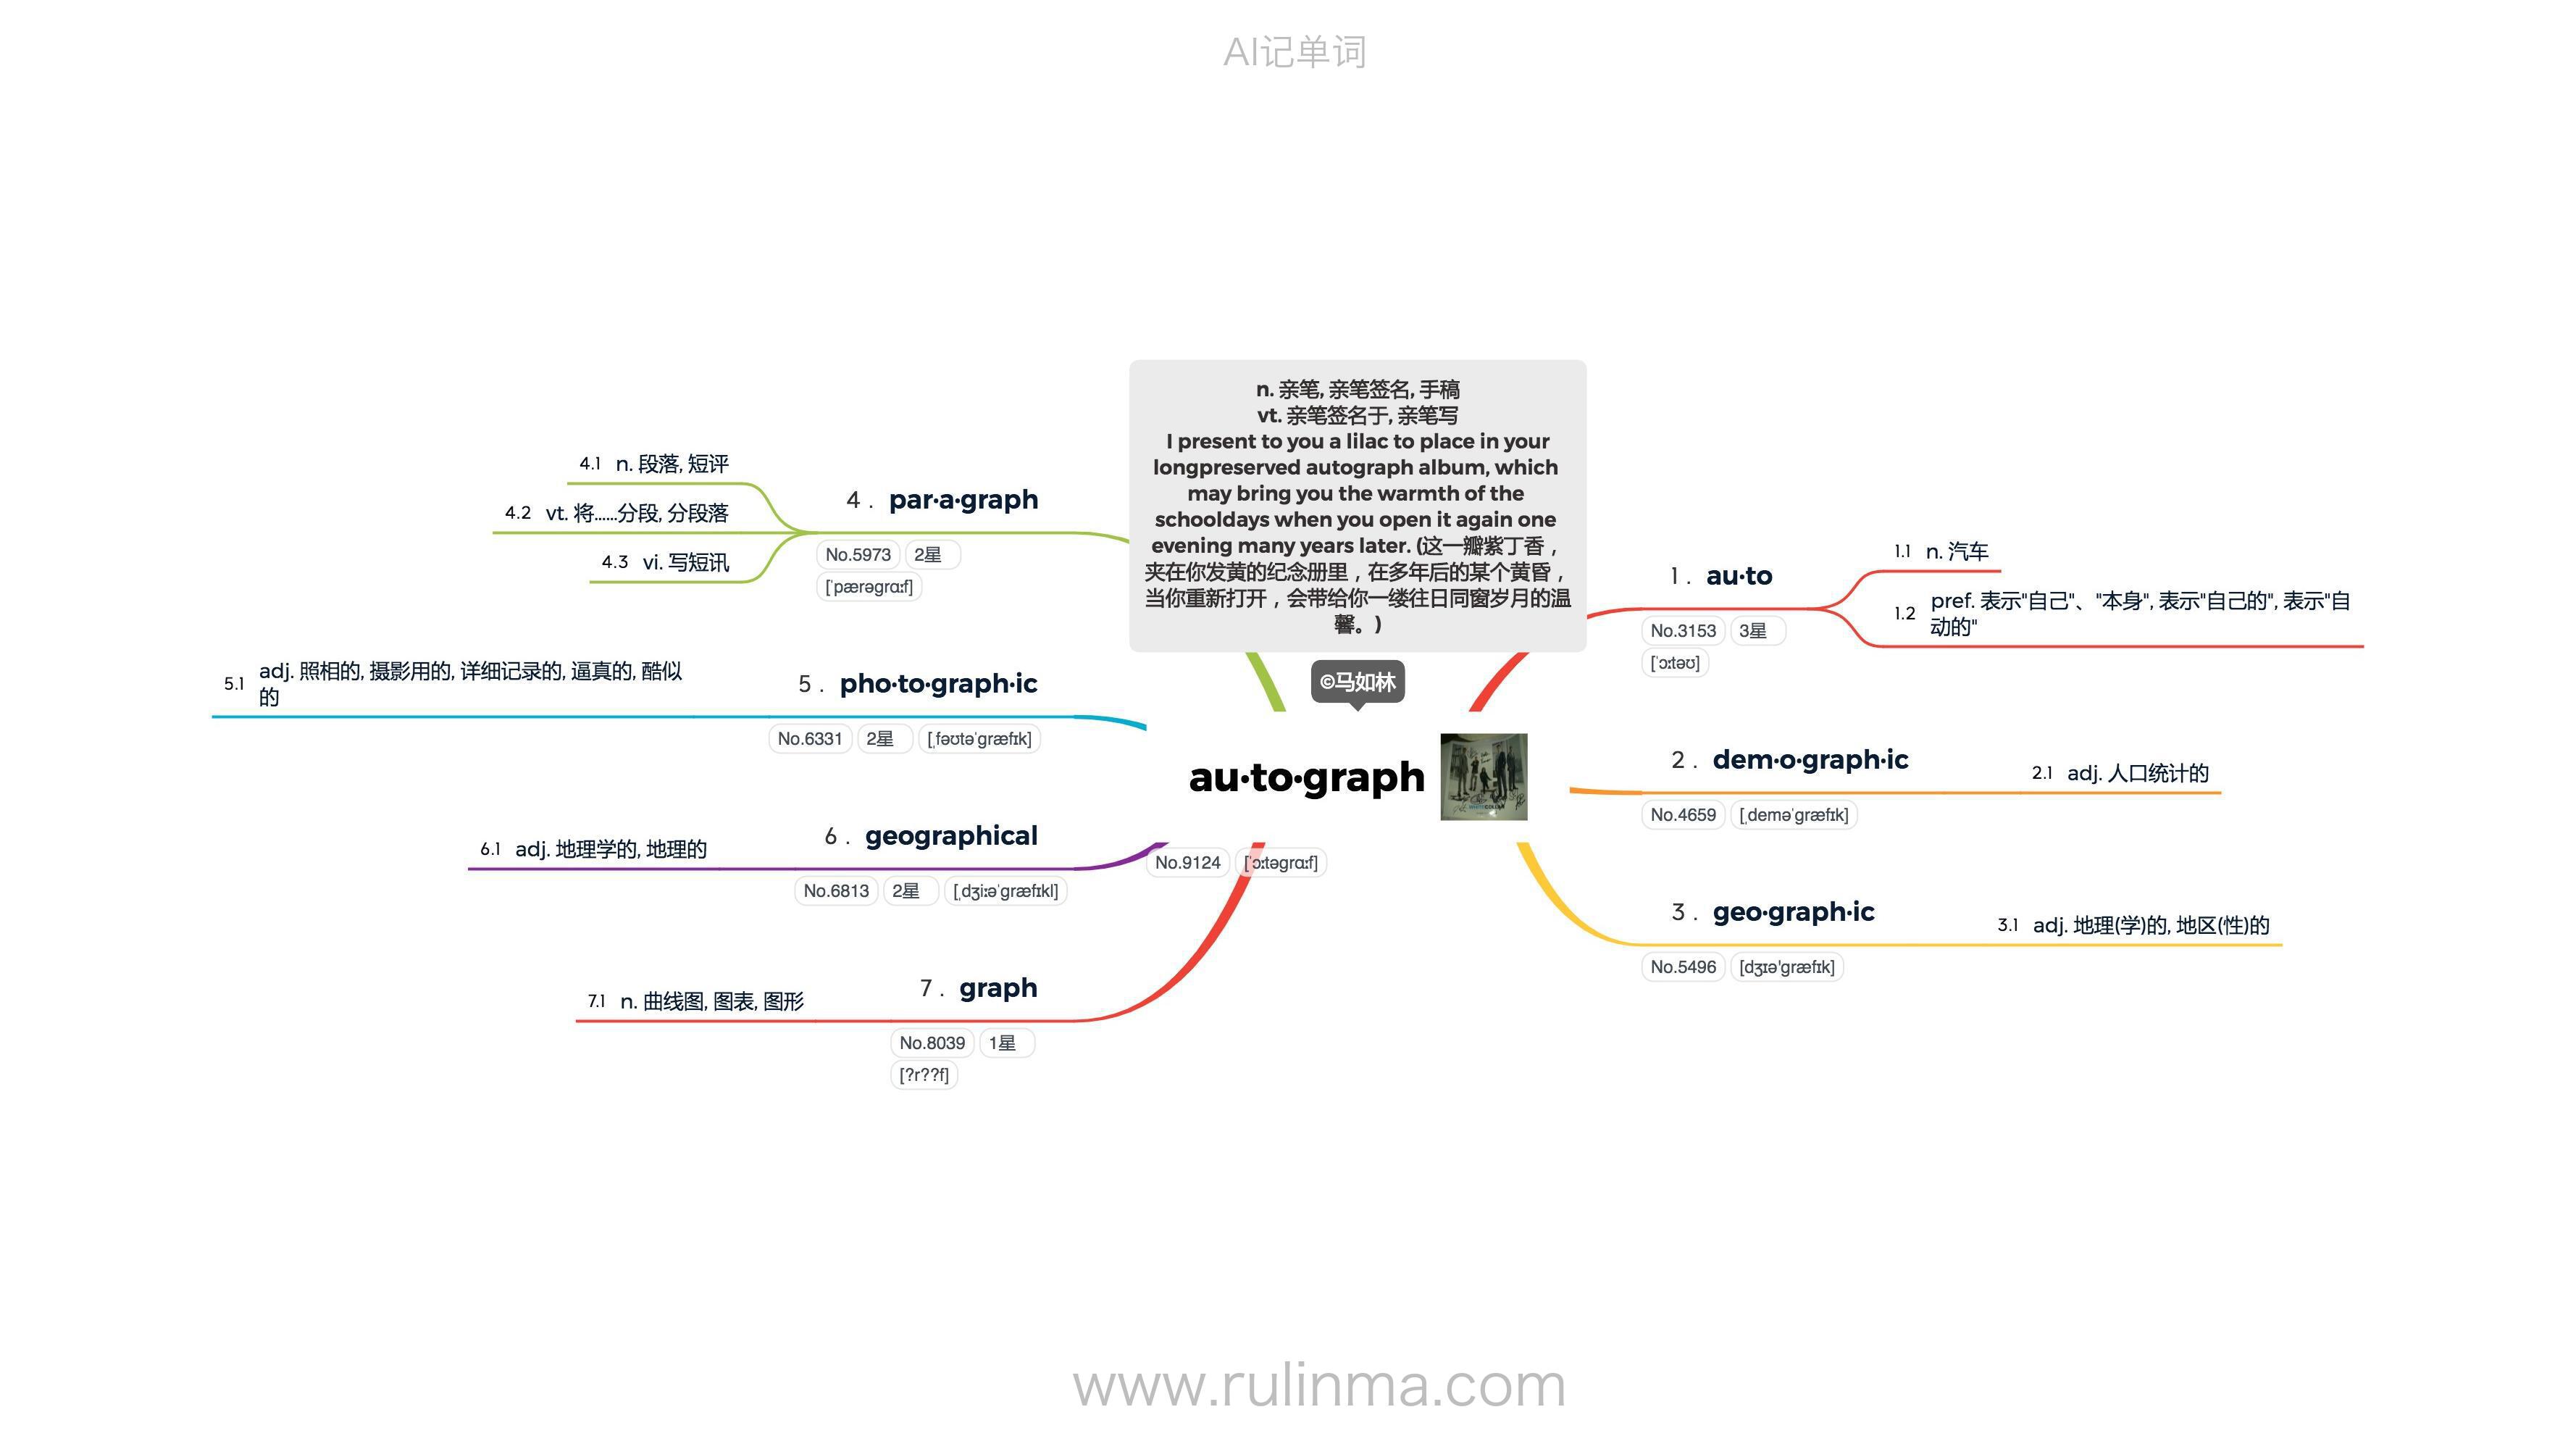 AI记单词
n. 亲笔, 亲笔签名, 手稿
vt. 亲笔签名于, 亲笔写
I present to you a lilac to place in your
longpreserved autograph album, which
may bring you the warmth of the
schooldays when you open it again one
evening many years later. (这一瓣紫丁香，
夹在你发黄的纪念册里，在多年后的某个黄昏，
当你重新打开，会带给你一缕往日同窗岁月的温
馨。)
©马如林
au·to·graph
No.9124 [ˈɔːtəgrɑːf]
1 . au·to
No.3153 3星
[ˈɔːtəʊ]
1.1 n. 汽车
1.2 pref. 表示"自己"、"本身", 表示"自己的", 表示"自
动的"
2 . dem·o·graph·ic
No.4659 [ˌdeməˈgræfɪk]
2.1 adj. 人口统计的
3 . geo·graph·ic
No.5496 [dʒɪə'græfɪk]
3.1 adj. 地理(学)的, 地区(性)的
4 . par·a·graph
No.5973 2星
[ˈpærəgrɑːf]
4.1 n. 段落, 短评
4.2 vt. 将……分段, 分段落
4.3 vi. 写短讯
5 . pho·to·graph·ic
No.6331 2星 [ˌfəʊtəˈgræfɪk]
5.1 adj. 照相的, 摄影用的, 详细记录的, 逼真的, 酷似
的
6 . geographical
No.6813 2星 [ˌdʒiːəˈgræfɪkl]
6.1 adj. 地理学的, 地理的
7 . graph
No.8039 1星
[?r??f]
7.1 n. 曲线图, 图表, 图形
www.rulinma.com